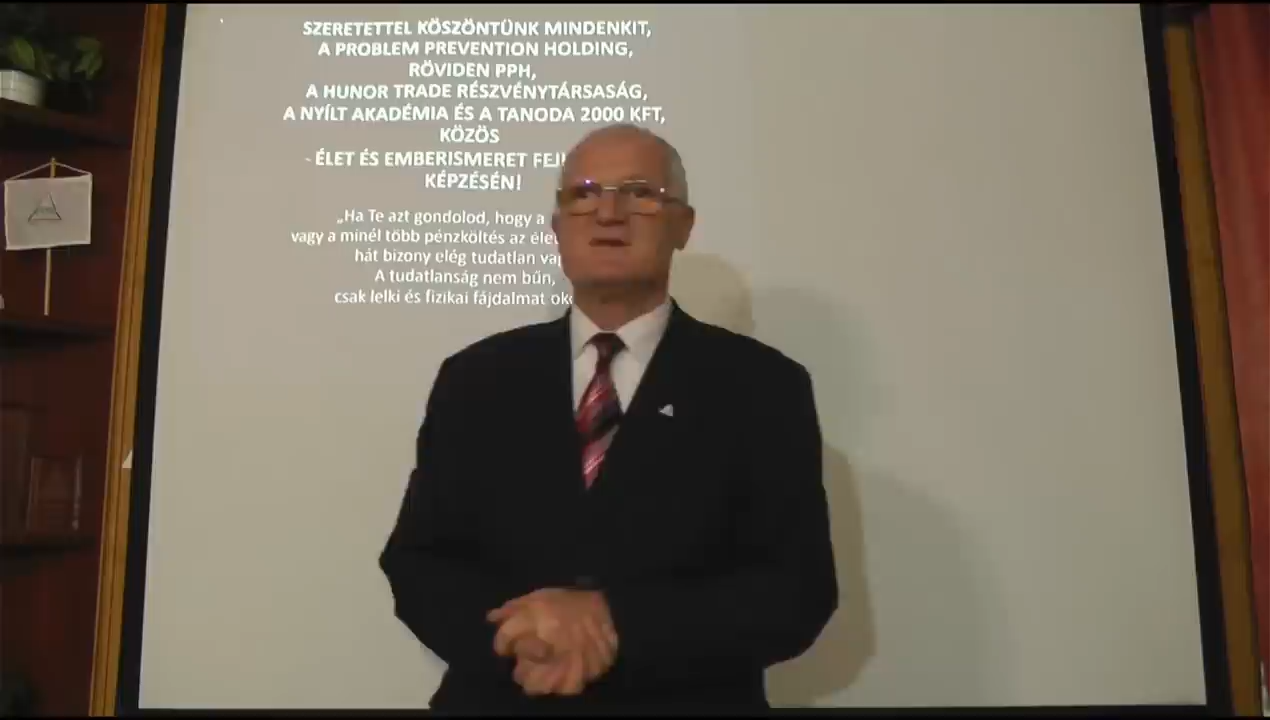 SZERETETTEL KÖSZÖNTÜNK MINDENKIT,
A PROBLEM PREVENTION HOLDING,
RÖVIDEN PPH,
A HUNOR TRADE RÉSZVÉNYTÁRSASÁG,
A NYÍLT AKADÉMIA ÉS A TANODA 2000 KFT,
KÖZÖS
- ÉLET ÉS EMBERISMERET
KÉPZÉSÉN!
„Ha Te azt gondolod, hogy a
vagy a minél több pénzköltés az
hát bizony elég tudatlan
A tudatlanság nem bűn,
csak lelki és fizikai fájdalmat